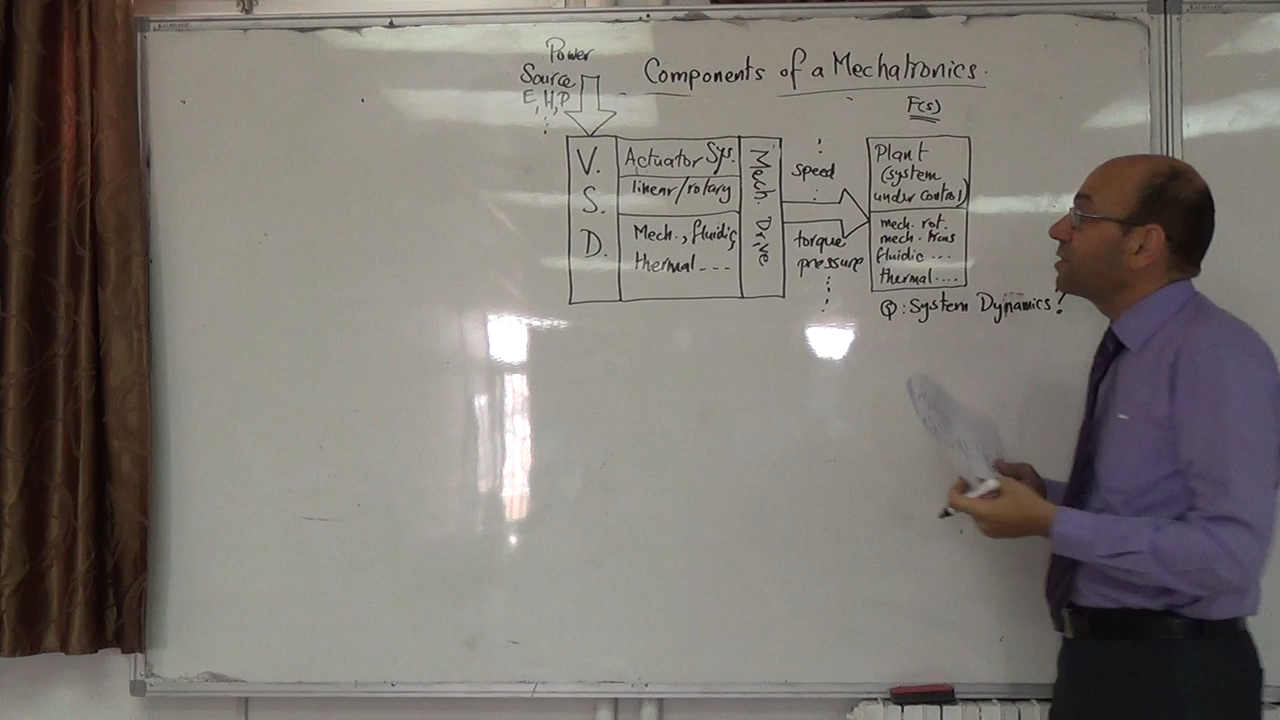 Components of a Mechatronics.
Power
Source
E, H, P
V.
S.
D.
Actuator Sys.
linear/rotary
Mech., fluidic,
thermal...
Mech. Drive
speed
torque
pressure
F(s)
Plant
(system
under control)
mech. rot.
mech. trans
fluidic ...
thermal....
Q: System Dynamics!